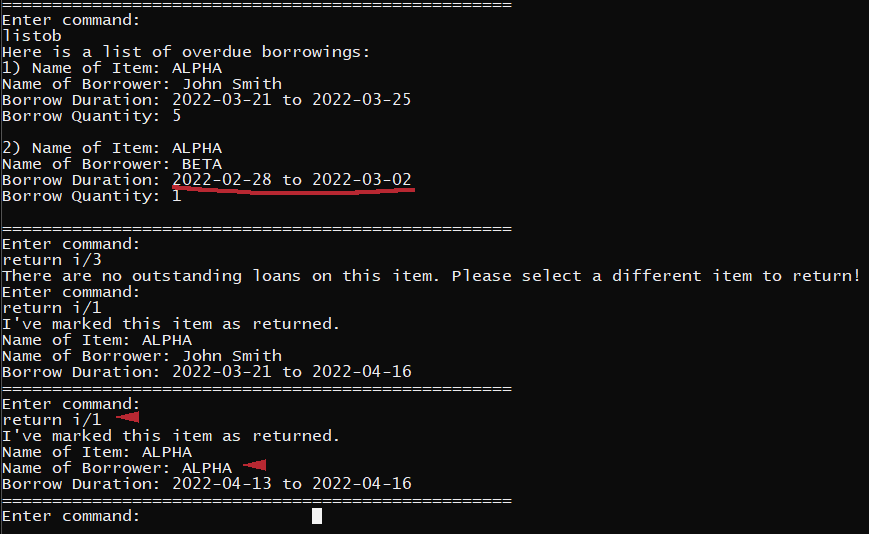 ==================================================
Enter command:
listob
Here is a list of overdue borrowings:
1) Name of Item: ALPHA
Name of Borrower: John Smith
Borrow Duration: 2022-03-21 to 2022-03-25
Borrow Quantity: 5
2) Name of Item: ALPHA
Name of Borrower: BETA
Borrow Duration: 2022-02-28 to 2022-03-02
Borrow Quantity: 1
==================================================
Enter command:
return i/3
There are no outstanding loans on this item. Please select a different item to return!
Enter command:
return i/1
I've marked this item as returned.
Name of Item: ALPHA
Name of Borrower: John Smith
Borrow Duration: 2022-03-21 to 2022-04-16
==================================================
Enter command:
return i/1
I've marked this item as returned.
Name of Item: ALPHA
Name of Borrower: ALPHA
Borrow Duration: 2022-04-13 to 2022-04-16
==================================================
Enter command: